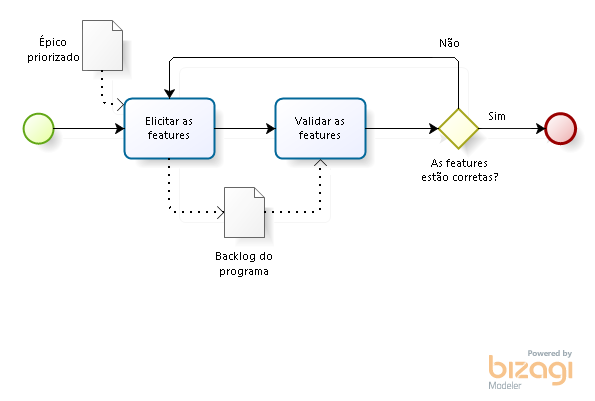 Épico
priorizado
Não
Elicitar as
features
Validar as
features
Sim
As features
estão corretas?
Backlog do
programa
Powered by
bizagi
Modeler